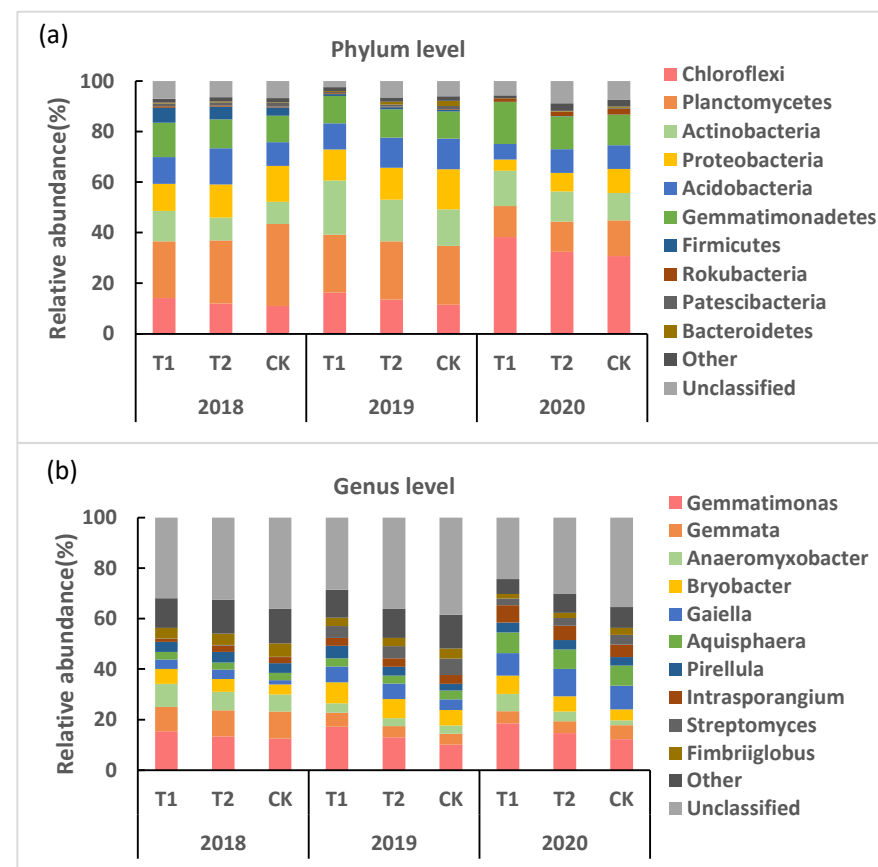 (a)
Phylum level
Relative abundance(%)
100
80
60
40
20
0
T1 T2 CK T1 T2 CK T1 T2 CK
2018 2019 2020
Chloroflexi
Planctomycetes
Actinobacteria
Proteobacteria
Acidobacteria
Gemmatimonadetes
Firmicutes
Rokubacteria
Patescibacteria
Bacteroidetes
Other
Unclassified
(b)
Genus level
Relative abundance(%)
100
80
60
40
20
0
T1 T2 CK T1 T2 CK T1 T2 CK
2018 2019 2020
Gemmatimonas
Gemmata
Anaeromyxobacter
Bryobacter
Gaiella
Aquisphaera
Pirellula
Intrasporangium
Streptomyces
Fimbriiglobus
Other
Unclassified